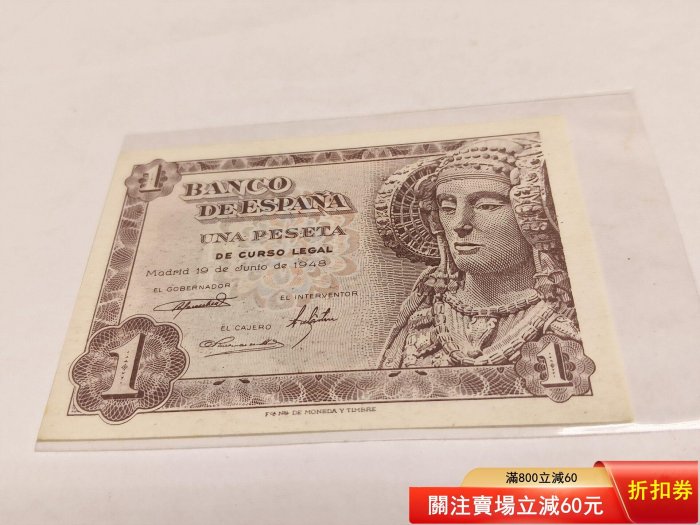 1
BANCO
DE ESPAÑA
UNA PESETA
DE CURSO LEGAL
Madrid 19 de Junio de 1948
EL GOBERNADOR
EL INTERVENTOR
EL CAJERO
1
1
DE MONEDA Y TIMBRE
滿800立減60
關注賣場立減60元
折扣券